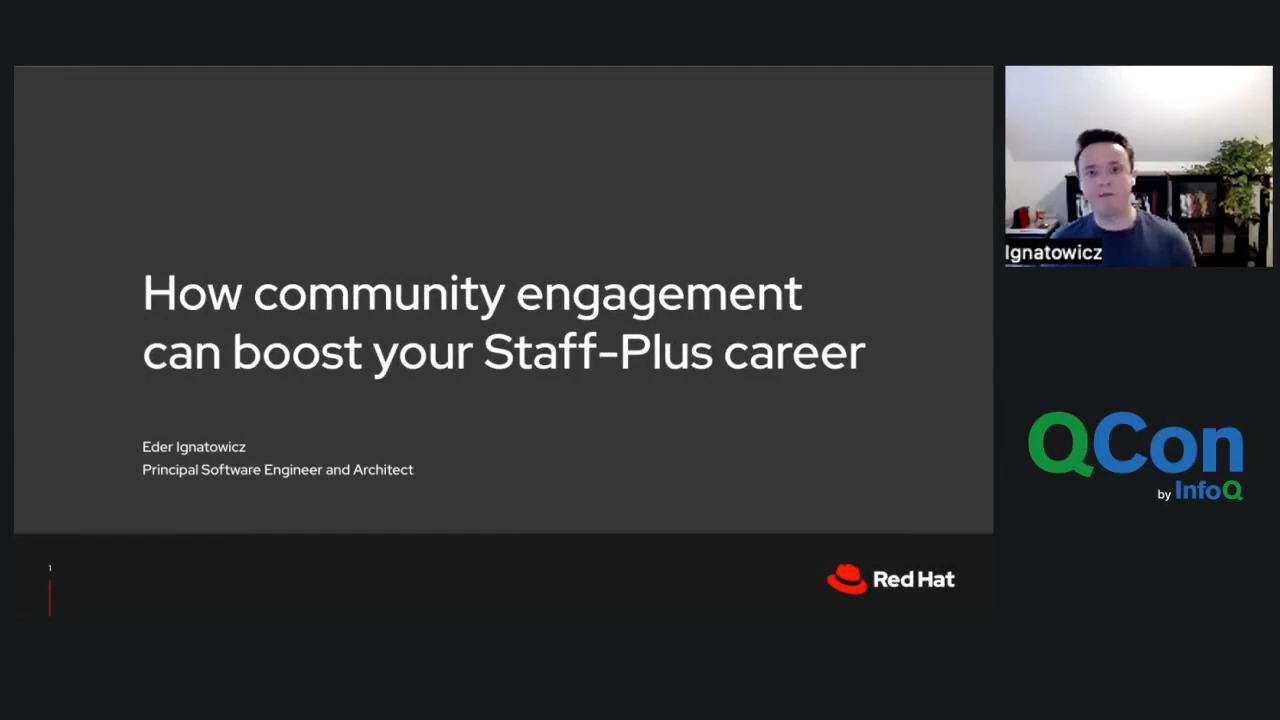 How community engagement
can boost your Staff-Plus career
Eder Ignatowicz
Principal Software Engineer and Architect
1
Red Hat
Ignatowicz
QCon
by InfoQ